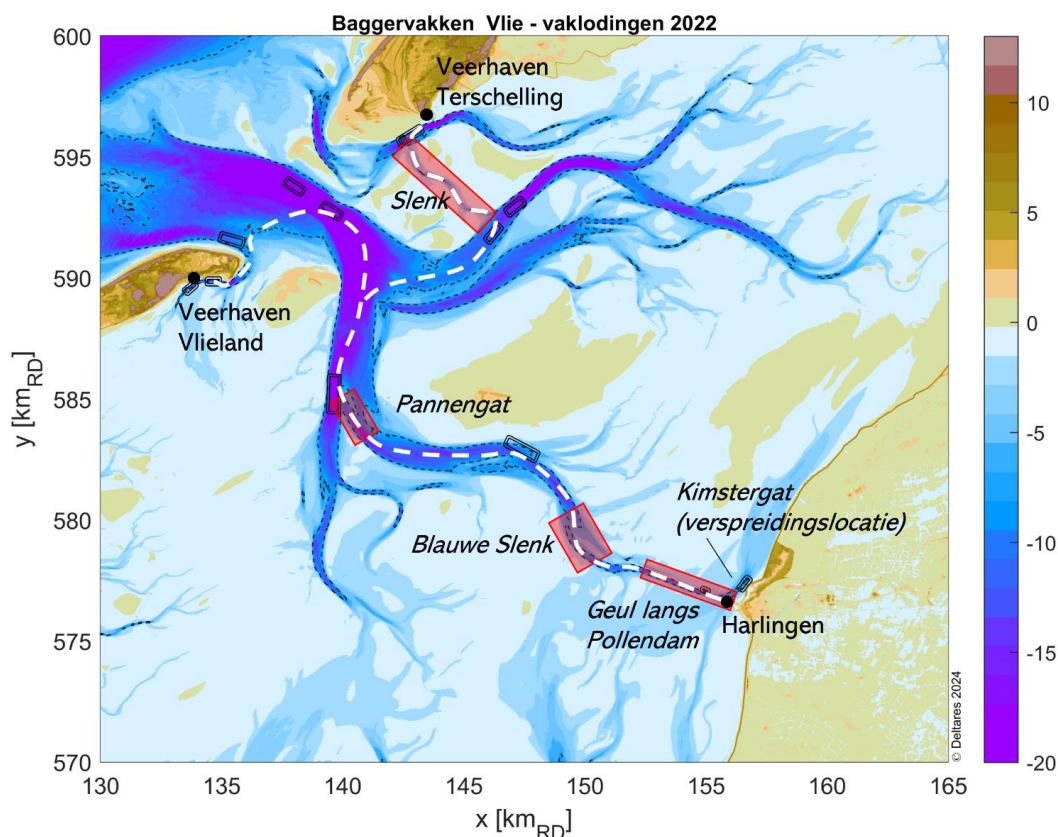 Baggervakken Vlie - vaklodingen 2022
600
595
590
585
580
575
570
y [kmRD]
130
135
140
145
150
155
160
165
x [kmRD]
Veerhaven
Terschelling
Slenk
Veerhaven
Vlieland
Pannengat
Kimstergat
(verspreidingslocatie)
Blauwe Slenk
Geul langs
Pollendam
Harlingen
© Deltares 2024
10
5
0
-5
-10
-15
-20